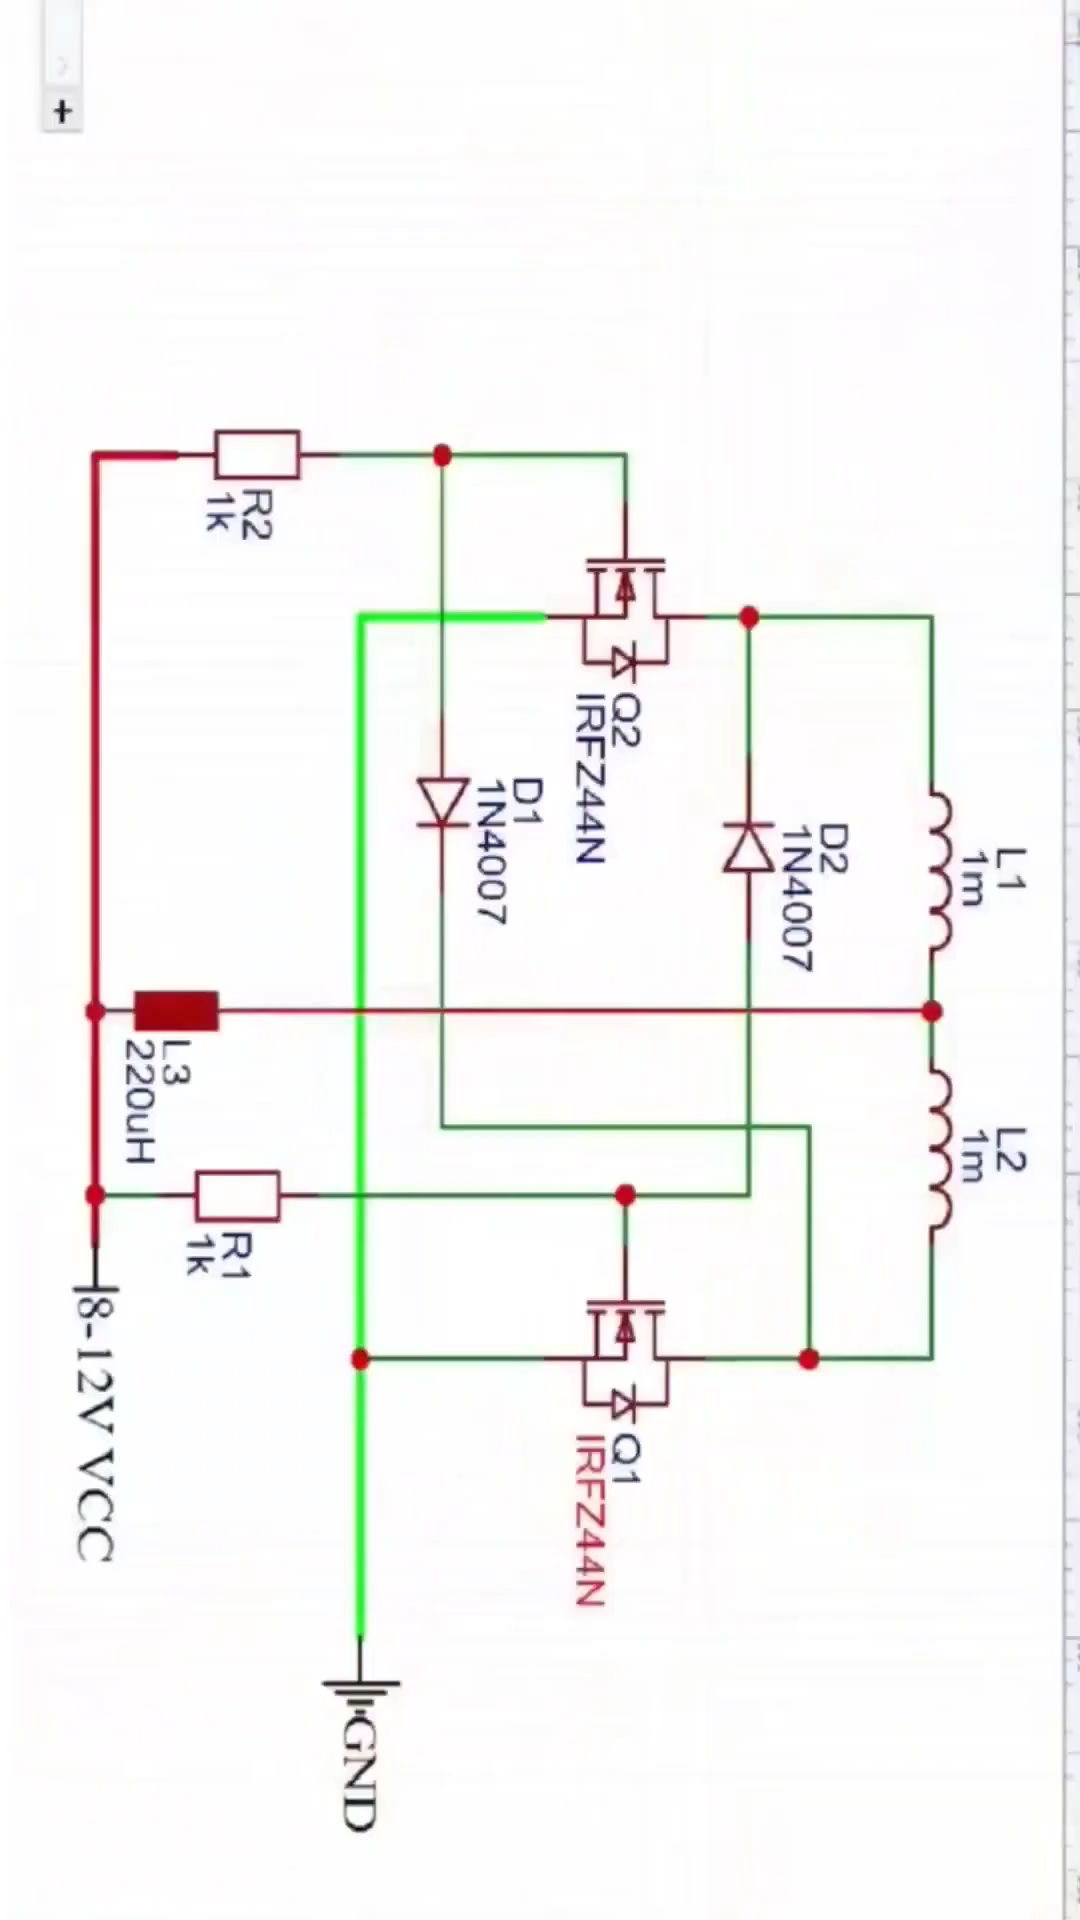 +
R2
1k
Q2
IRFZ44N
D1
1N4007
D2
1N4007
L1
1m
L3
220uH
L2
1m
R1
1k
8-12V VCC
Q1
IRFZ44N
GND